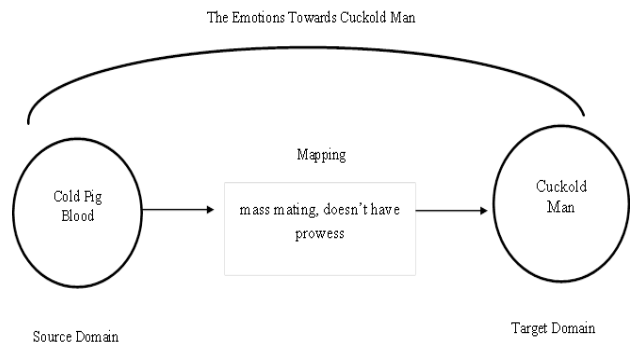 The Emotions Towards Cuckold Man
Mapping
Cold Pig
Blood
mass mating, doesn't have
prowess
Cuckold
Man
Source Domain
Target Domain